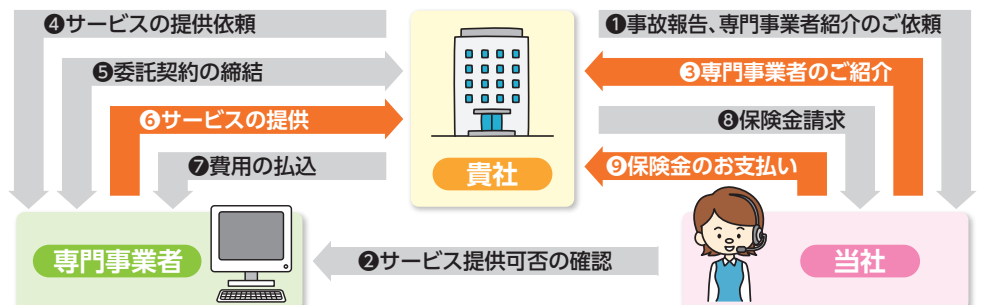 ❹サービスの提供依頼
❶事故報告、専門事業者紹介のご依頼
❺委託契約の締結
❸専門事業者のご紹介
❻サービスの提供
❽保険金請求
❼費用の払込
貴社
❾保険金のお支払い
専門事業者
❷サービス提供可否の確認
当社